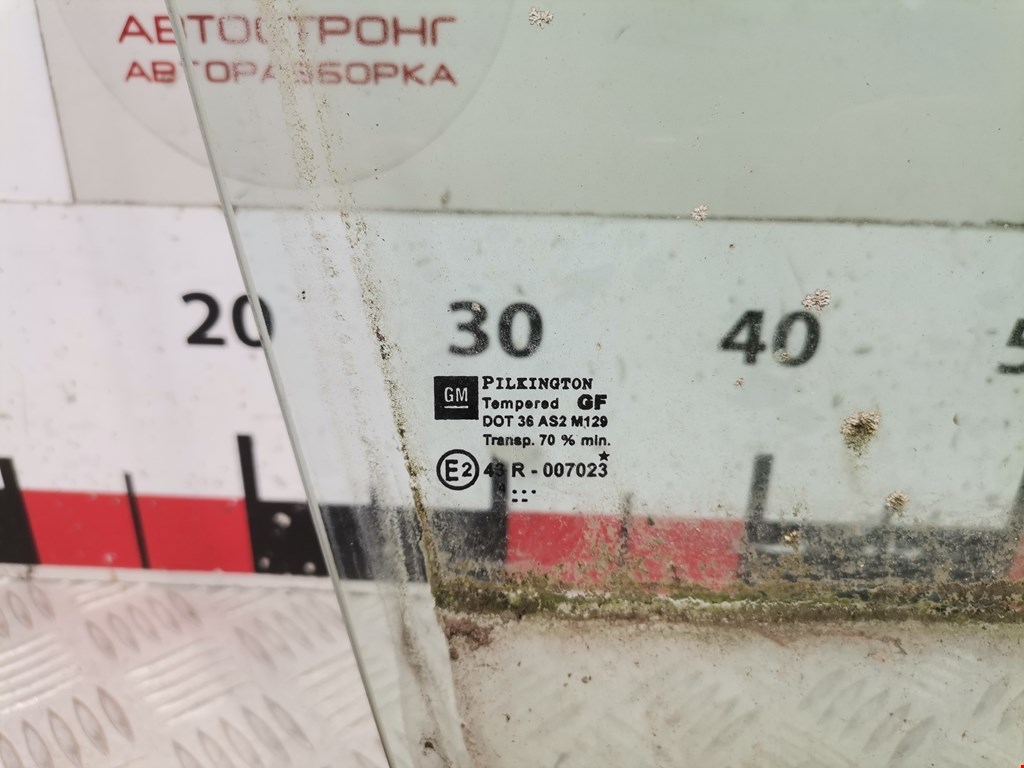 АВТОСТРОНГ
АВТОРАЗБОРКА
20 30 40 5
GM PILKINGTON
Tempered GF
DOT 36 AS2 M129
Transp. 70 % min.
E2 43 R - 007023